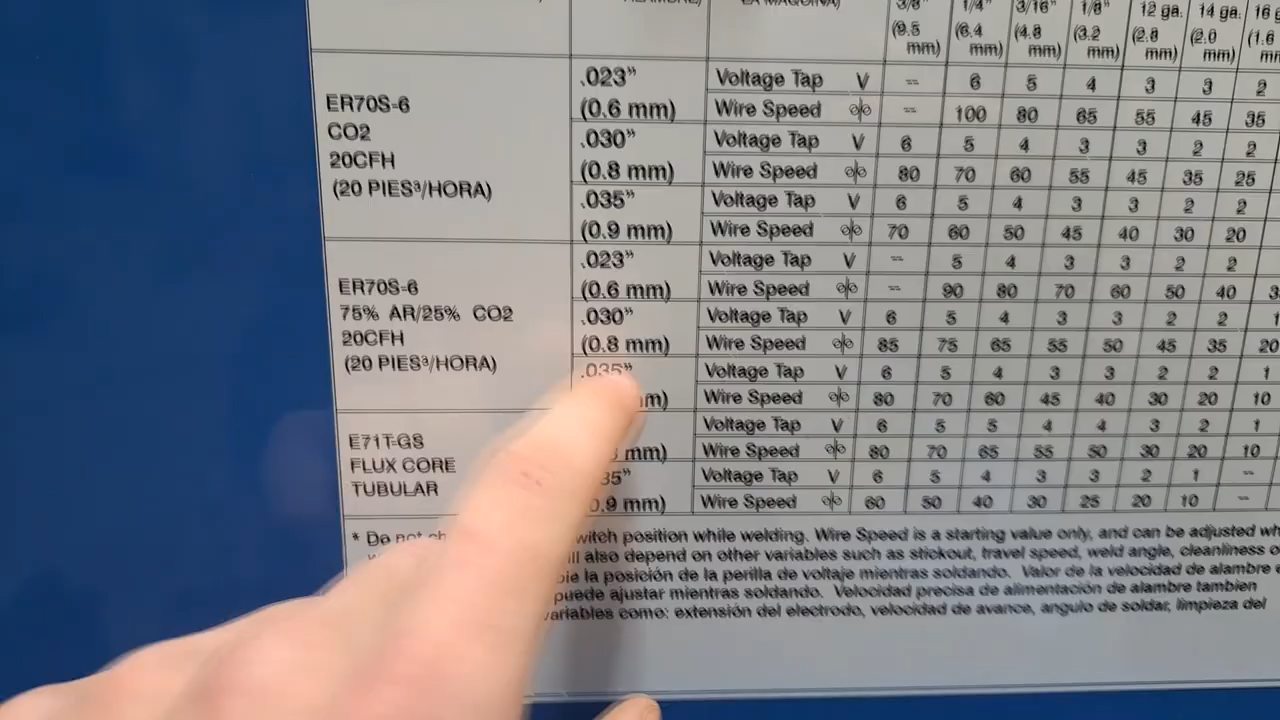 3/8" 1/4" 3/16" 1/8" 12 ga. 14 ga. 16
(9.5 mm) (6.4 mm) (4.8 mm) (3.2 mm) (2.8 mm) (2.0 mm) (1.6
ER70S-6
CO2
20CFH
(20 PIES³/HORA)
.023" Voltage Tap V -- 6 5 4 3 3 2
(0.6 mm) Wire Speed % -- 100 80 65 55 45 35
.030" Voltage Tap V 6 5 4 3 3 2 2
(0.8 mm) Wire Speed % 80 70 60 55 45 35 25
.035" Voltage Tap V 6 5 4 3 3 2 2
(0.9 mm) Wire Speed % 70 60 50 45 40 30 20
ER70S-6
75% AR/25% CO2
20CFH
(20 PIES³/HORA)
.023" Voltage Tap V -- 5 4 3 3 2 2
(0.6 mm) Wire Speed % -- 90 80 70 60 50 40 3
.030" Voltage Tap V 6 5 4 3 3 2 2 1
(0.8 mm) Wire Speed % 85 75 65 55 50 45 35 20
.035" Voltage Tap V 6 5 4 3 3 2 2 1
mm) Wire Speed % 80 70 60 45 40 30 20 10
E71T-GS
FLUX CORE
TUBULAR
Voltage Tap V 6 5 5 4 4 3 2 1
mm) Wire Speed % 80 70 65 55 50 30 20 10
35" Voltage Tap V 6 5 4 3 3 2 1 --
0.9 mm) Wire Speed % 60 50 40 30 25 20 10 --
* Do not witch position while welding. Wire Speed is a starting value only, and can be adjusted
also depend on other variables such as stickout, travel speed, weld angle, cleanliness
la posición de la perilla de voltaje mientras soldando. Valor de la velocidad de alambre
puede ajustar mientras soldando. Velocidad precisa de alimentación de alambre tambien
ariables como: extensión del electrodo, velocidad de avance, angulo de soldar, limpieza del